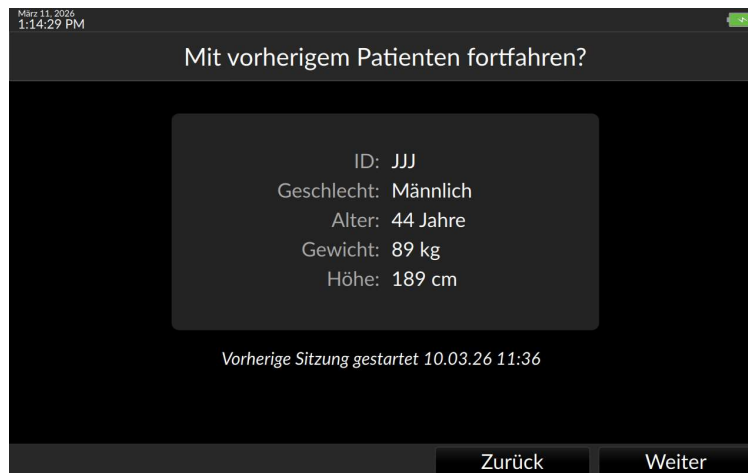 März 11, 2026
1:14:29 PM
Mit vorherigem Patienten fortfahren?
ID: JJJ
Geschlecht: Männlich
Alter: 44 Jahre
Gewicht: 89 kg
Höhe: 189 cm
Vorherige Sitzung gestartet 10.03.26 11:36
Zurück
Weiter